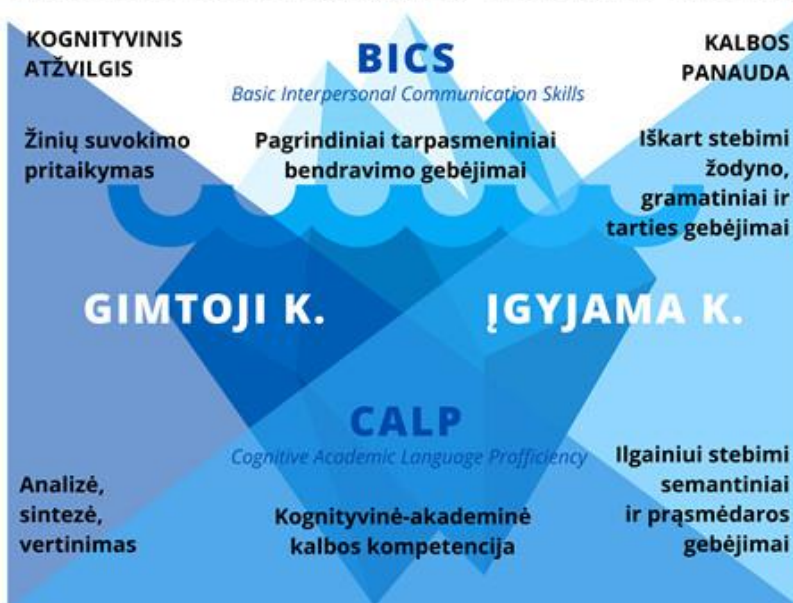 KOGNITYVINIS
ATŽVILGIS
BICS
Basic Interpersonal Communication Skills
KALBOS
PANAUDA
Žinių suvokimo
pritaikymas
Pagrindiniai tarpasmeniniai
bendravimo gebėjimai
Iškart stebimi
žodyno,
gramatiniai ir
tarties gebėjimai
GIMTOJI K.
ĮGYJAMA K.
CALP
Cognitive Academic Language Profficiency
Analizė,
sintezė,
vertinimas
Kognityvinė-akademinė
kalbos kompetencija
Ilgainiui stebimi
semantiniai
ir prąsmėdaros
gebėjimai